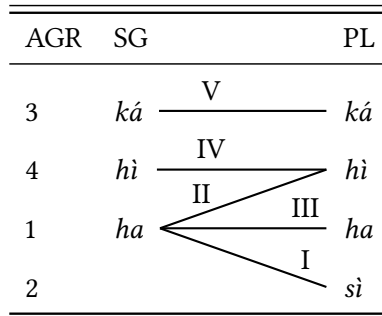 AGR SG PL
V
3 ká ká
IV
4 hì hì
II
III
1 ha ha
I
2 sì